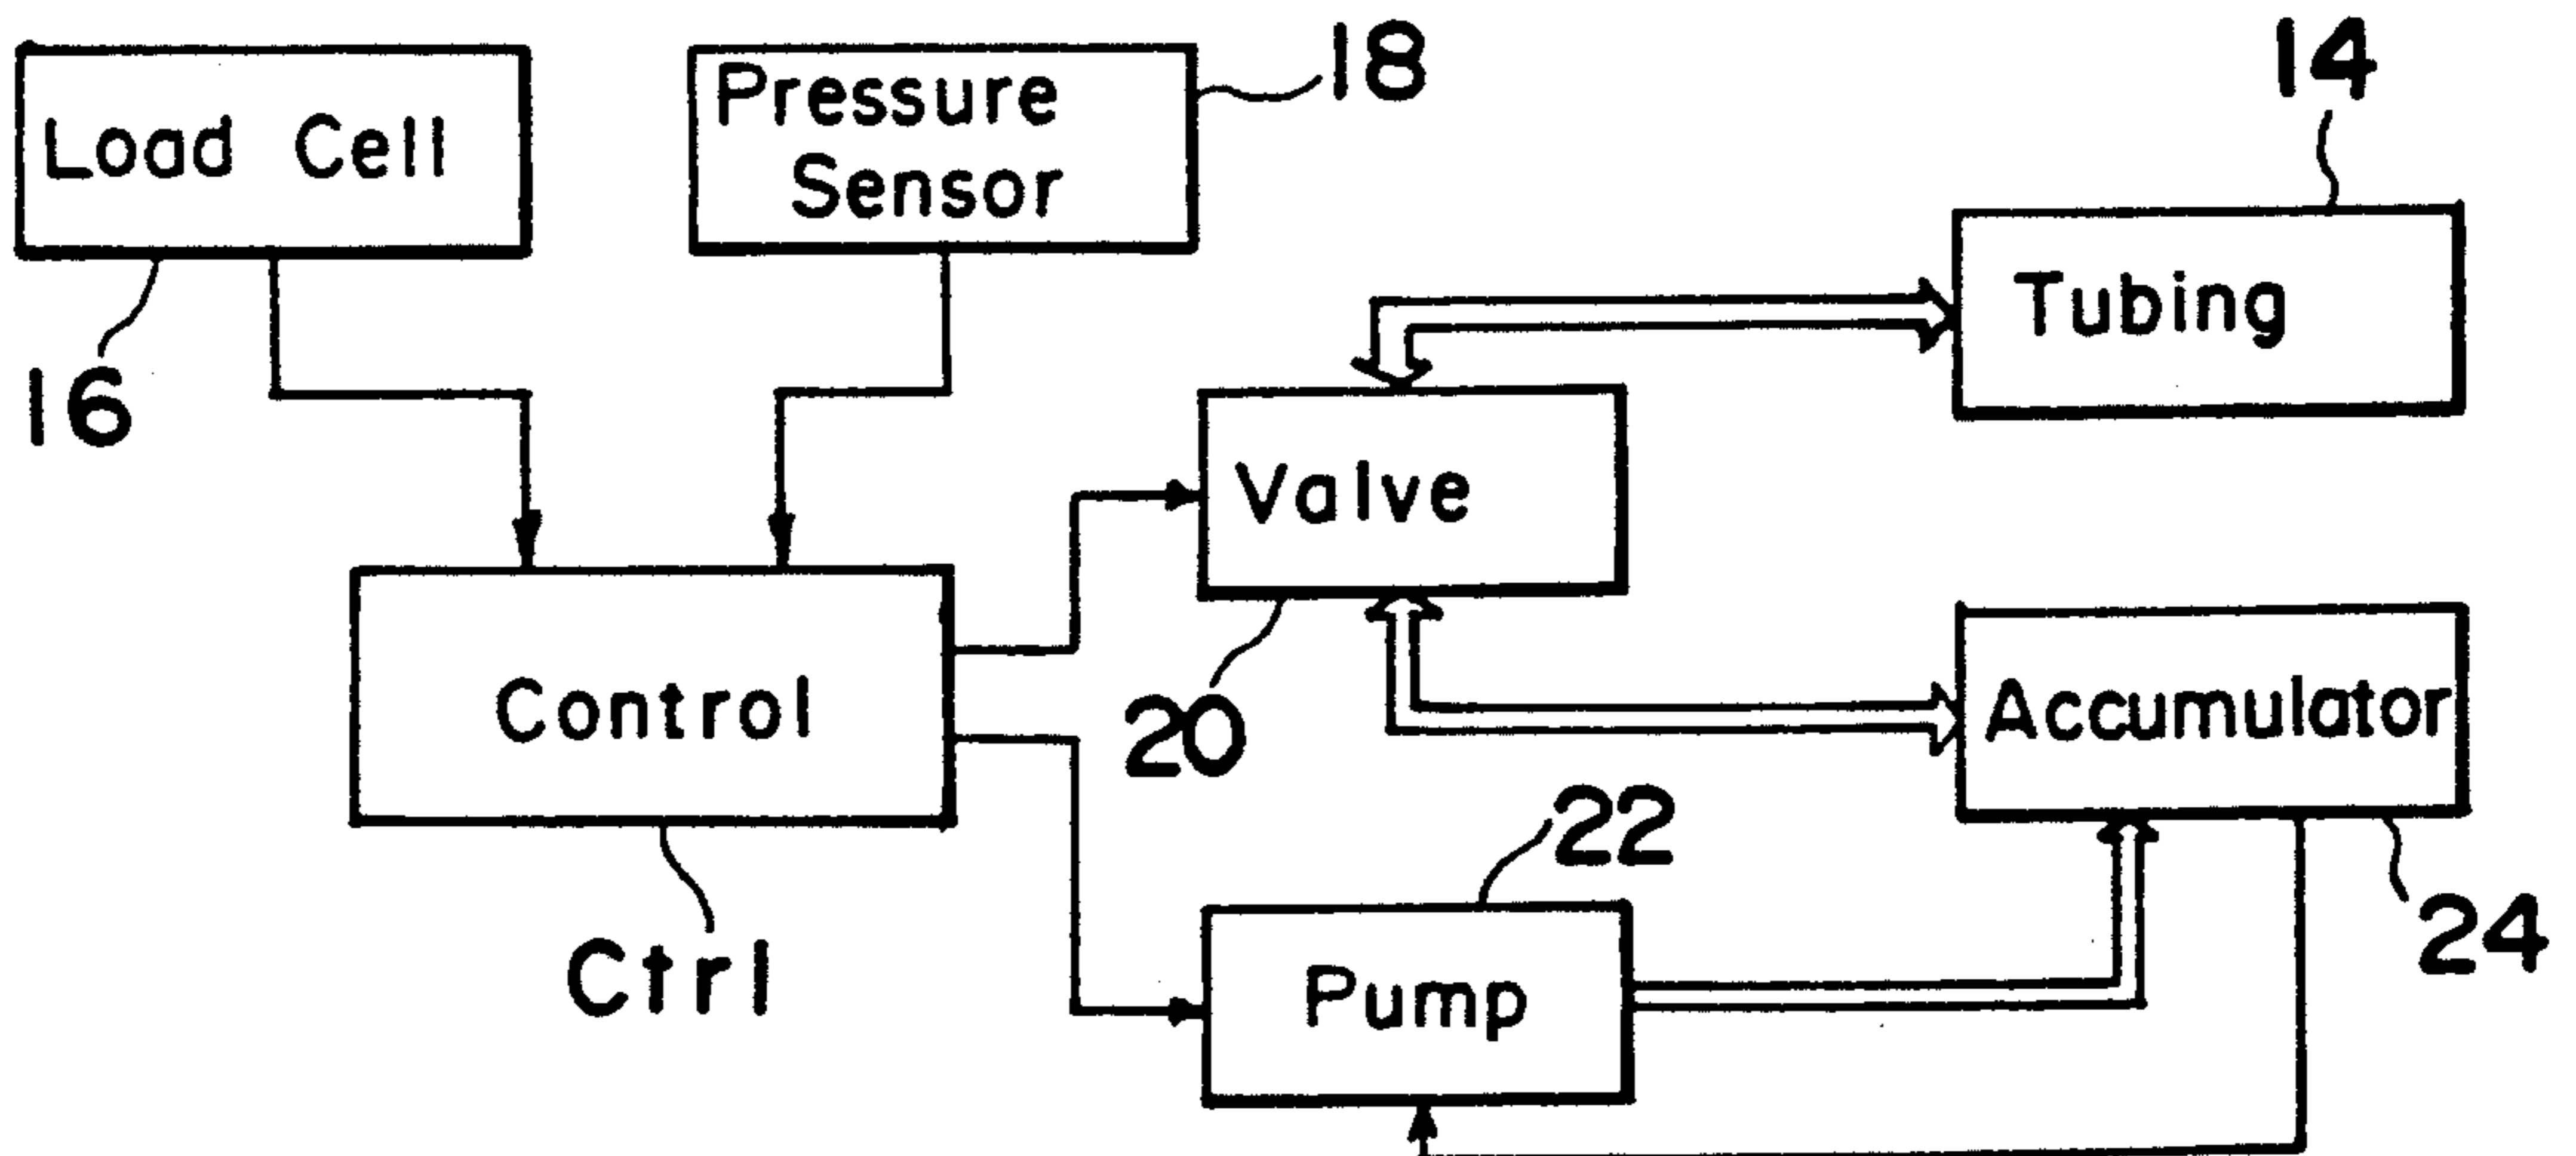 Load Cell
16
Pressure
Sensor
18
14
Tubing
Valve
20
Control
Ctrl
Accumulator
24
22
Pump